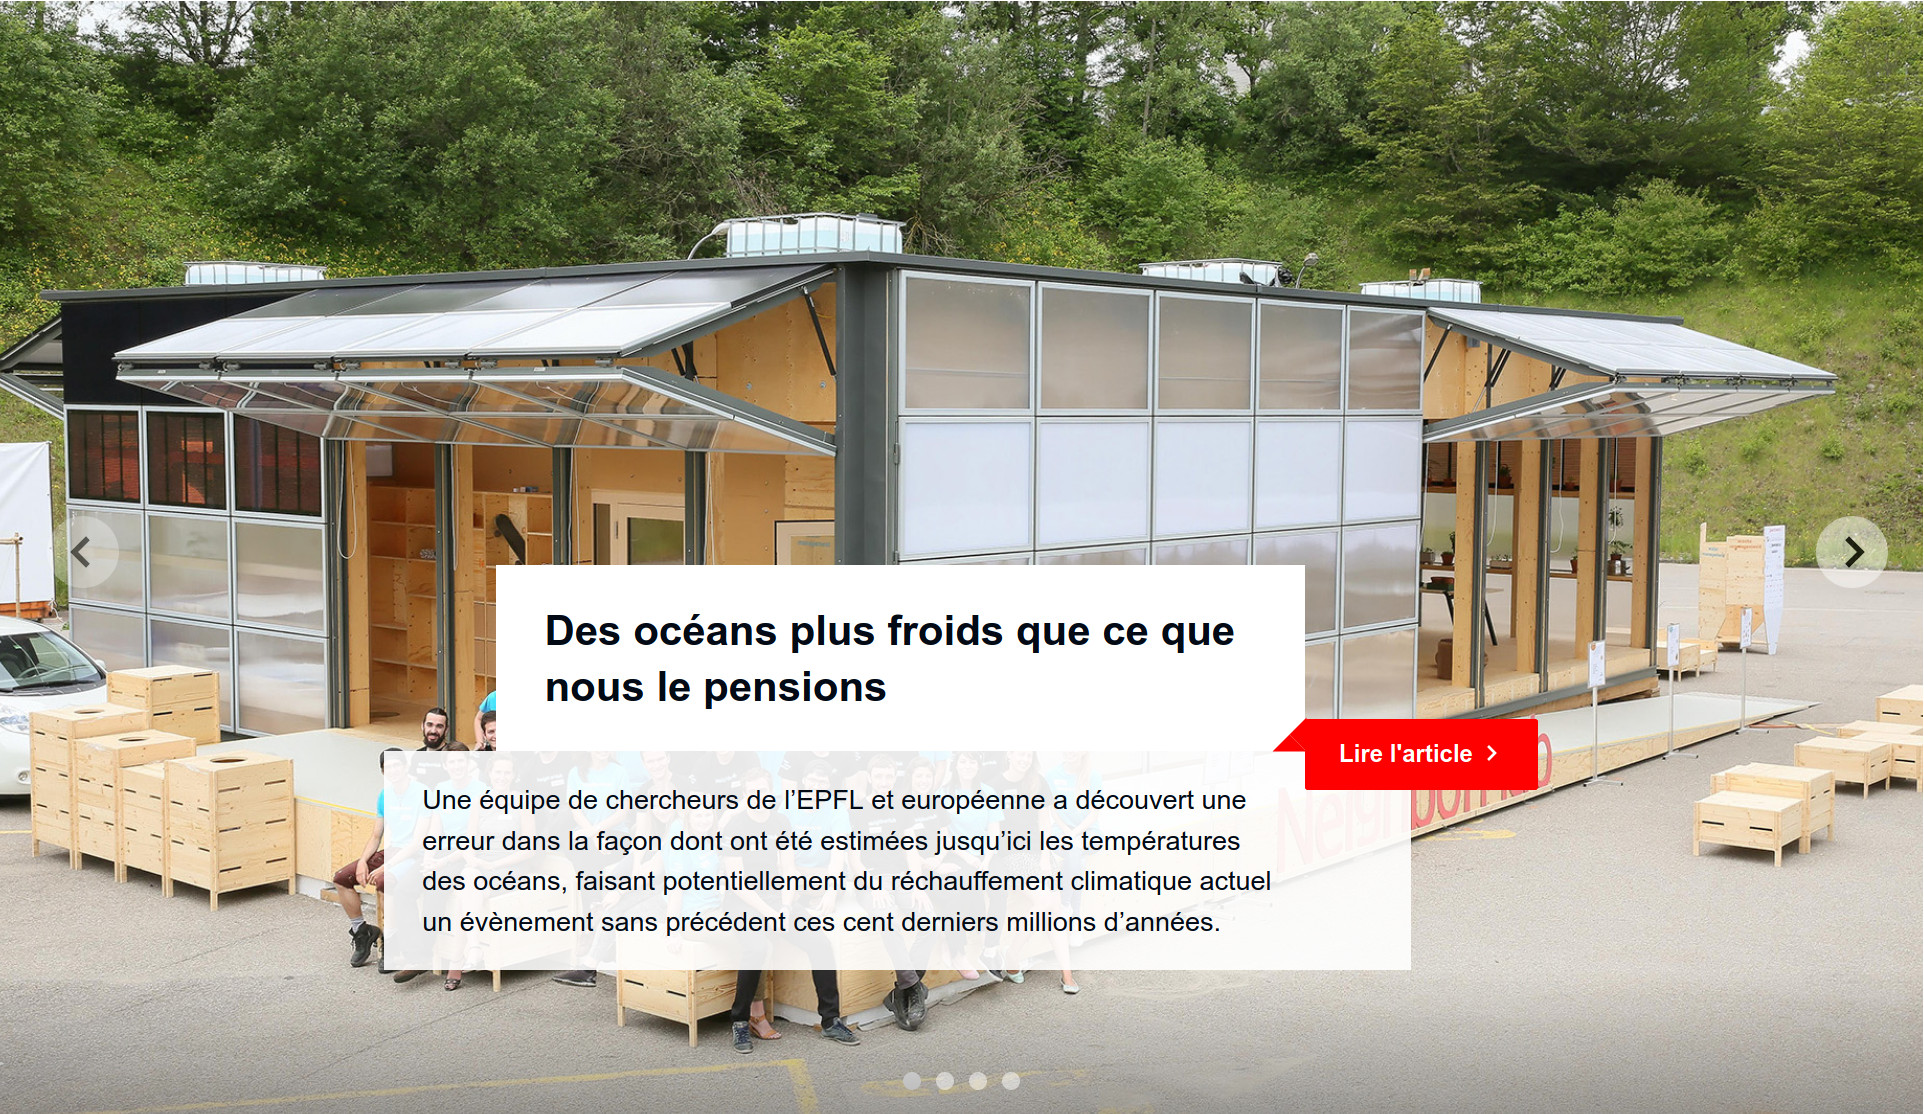 Des océans plus froids que ce que
nous le pensions
Lire l'article
Une équipe de chercheurs de l’EPFL et européenne a découvert une
erreur dans la façon dont ont été estimées jusqu’ici les températures
des océans, faisant potentiellement du réchauffement climatique actuel
un évènement sans précédent ces cent derniers millions d’années.